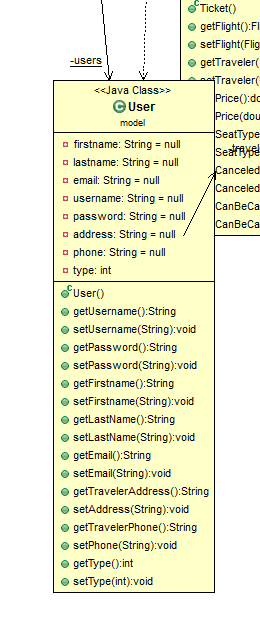 Ticket()
getFlight():Fl
setFlight(Fligl
getTraveler(
setTraveler(
Price():do
Price(dou
SeatType
SeatType
-travel
Canceled
Canceled
CanBeCa
CanBeCa
-users
<<Java Class>>
C User
model
firstname: String = null
lastname: String = null
email: String = null
username: String = null
password: String = null
address: String = null
phone: String = null
type: int
User()
getUsername():String
setUsername(String):void
getPassword():String
setPassword(String):void
getFirstname():String
setFirstname(String):void
getLastName():String
setLastName(String):void
getEmail():String
setEmail(String):void
getTravelerAddress():String
setAddress(String):void
getTravelerPhone():String
setPhone(String):void
getType():int
setType(int):void